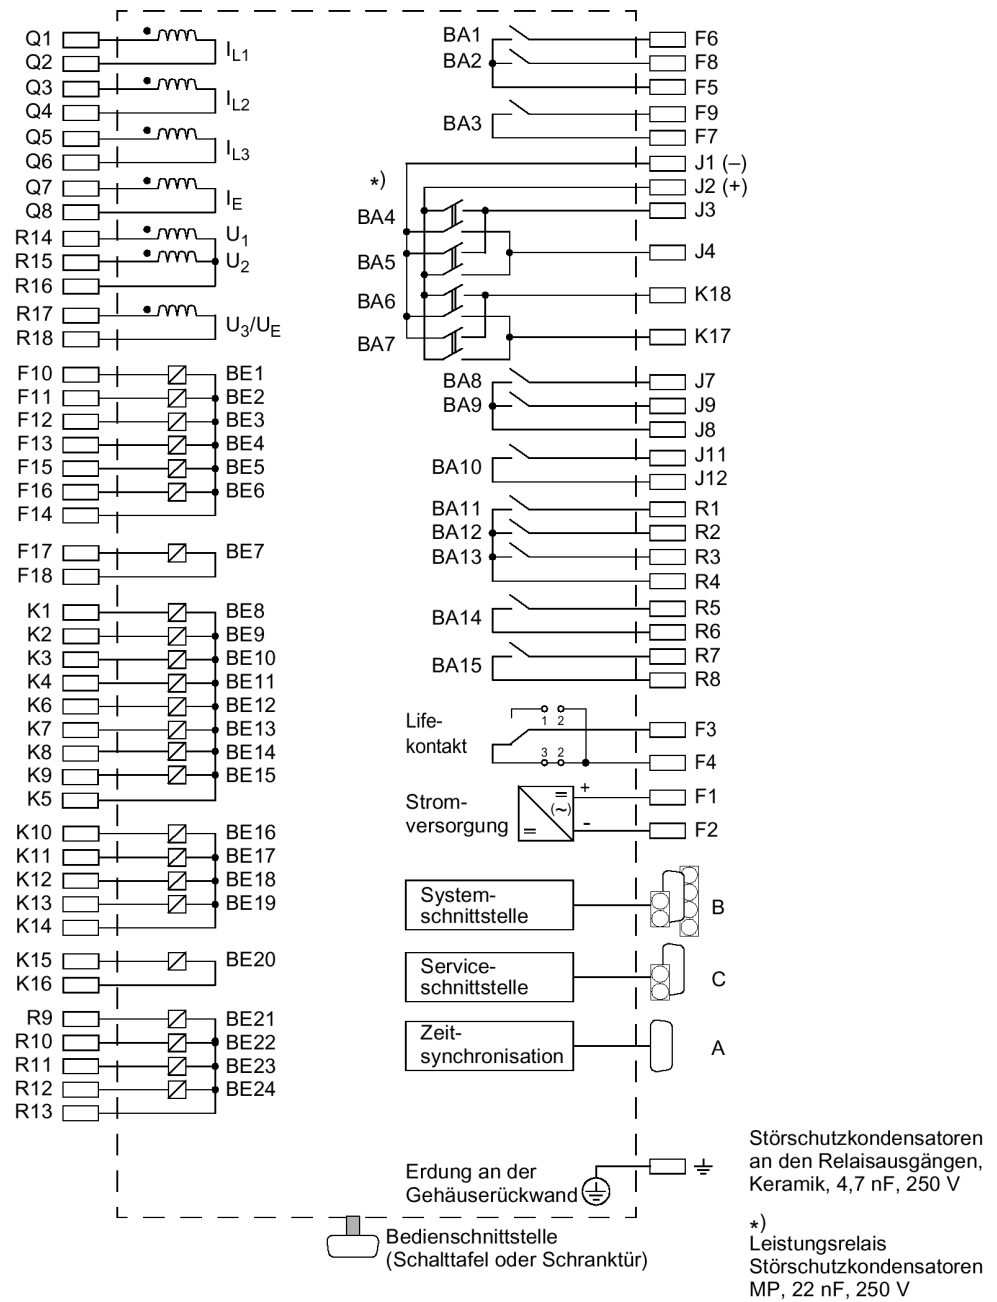 Q1
Q2
I L1
Q3
Q4
I L2
Q5
Q6
I L3
Q7
Q8
I E
R14
U1
R15
U2
R16
R17
R18
U3/UE
F10 BE1
F11 BE2
F12 BE3
F13 BE4
F15 BE5
F16 BE6
F14
F17 BE7
F18
K1 BE8
K2 BE9
K3 BE10
K4 BE11
K6 BE12
K7 BE13
K8 BE14
K9 BE15
K5
K10 BE16
K11 BE17
K12 BE18
K13 BE19
K14
K15 BE20
K16
R9 BE21
R10 BE22
R11 BE23
R12 BE24
R13
BA1 F6
BA2 F8
F5
BA3 F9
F7
J1 (–)
J2 (+)
*)
BA4 J3
BA5 J4
BA6 K18
BA7 K17
BA8 J7
BA9 J9
J8
BA10 J11
J12
BA11 R1
BA12 R2
BA13 R3
R4
BA14 R5
R6
BA15 R7
R8
Life-
kontakt
1 2
3 2
F3
F4
Strom-
versorgung
=
(~)
=
+
-
F1
F2
System-
schnittstelle
B
Service-
schnittstelle
C
Zeit-
synchronisation
A
Erdung an der
Gehäuserückwand
Bedienschnittstelle
(Schalttafel oder Schranktür)
Störschutzkondensatoren
an den Relaisausgängen,
Keramik, 4,7 nF, 250 V
*)
Leistungsrelais
Störschutzkondensatoren
MP, 22 nF, 250 V